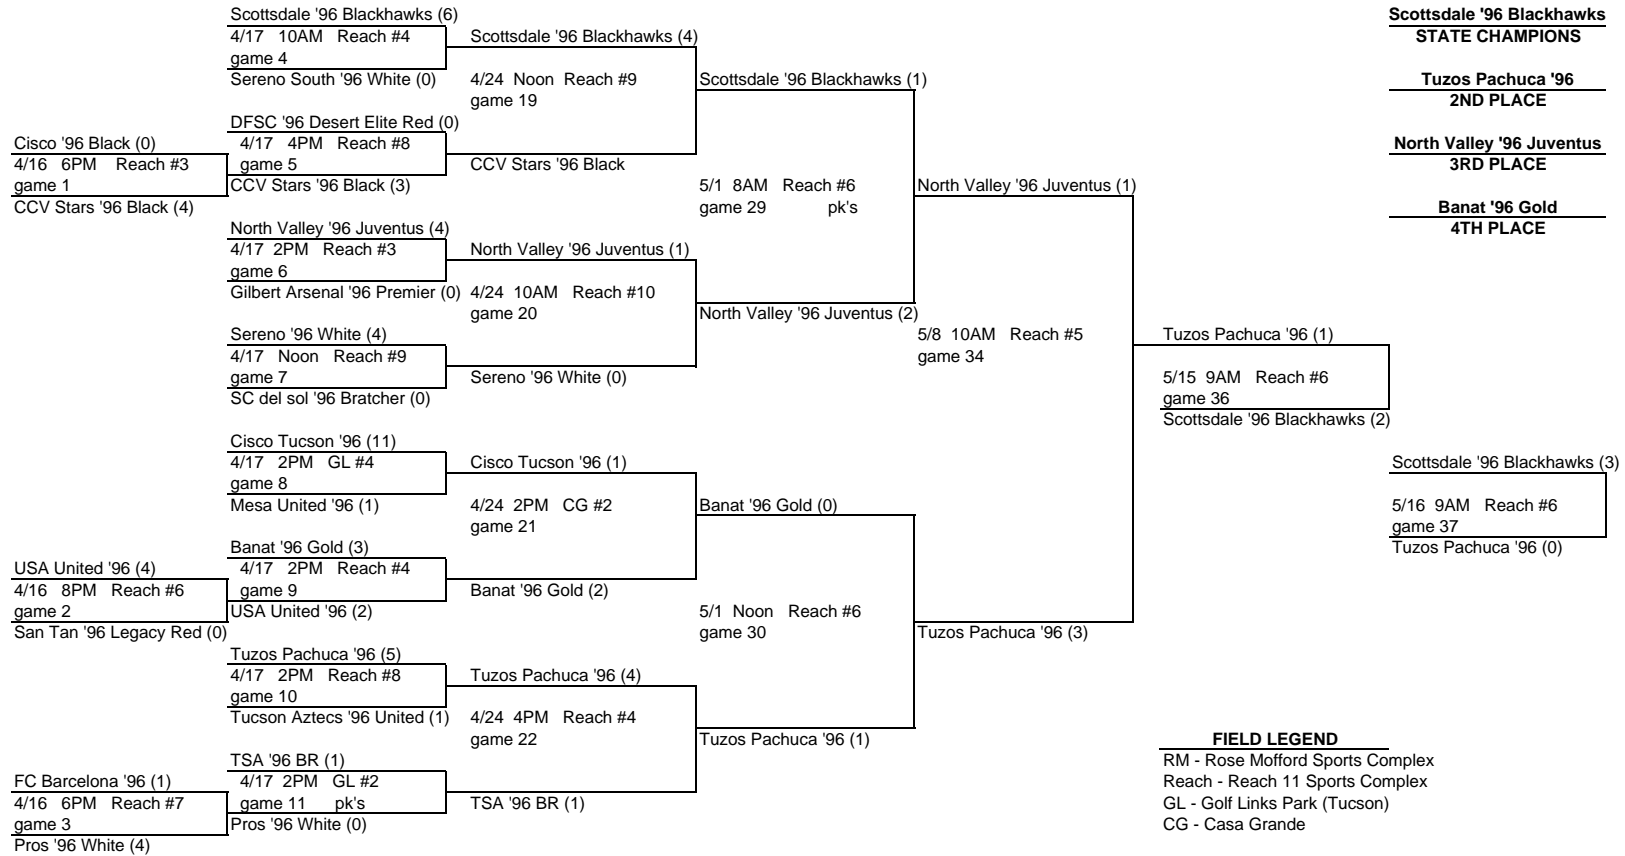 Scottsdale '96 Blackhawks (6)
4/17 10AM Reach #4
game 4
Sereno South '96 White (0)
DFSC '96 Desert Elite Red (0)
4/17 4PM Reach #8
game 5
CCV Stars '96 Black (3)
Cisco '96 Black (0)
4/16 6PM Reach #3
game 1
CCV Stars '96 Black (4)
North Valley '96 Juventus (4)
4/17 2PM Reach #3
game 6
Gilbert Arsenal '96 Premier (0)
Sereno '96 White (4)
4/17 Noon Reach #9
game 7
SC del sol '96 Bratcher (0)
Cisco Tucson '96 (11)
4/17 2PM GL #4
game 8
Mesa United '96 (1)
Banat '96 Gold (3)
4/17 2PM Reach #4
game 9
USA United '96 (2)
USA United '96 (4)
4/16 8PM Reach #6
game 2
San Tan '96 Legacy Red (0)
Tuzos Pachuca '96 (5)
4/17 2PM Reach #8
game 10
Tucson Aztecs '96 United (1)
TSA '96 BR (1)
4/17 2PM GL #2
game 11 pk's
Pros '96 White (0)
FC Barcelona '96 (1)
4/16 6PM Reach #7
game 3
Pros '96 White (4)
Scottsdale '96 Blackhawks (4)
4/24 Noon Reach #9
game 19
CCV Stars '96 Black
North Valley '96 Juventus (1)
4/24 10AM Reach #10
game 20
Sereno '96 White (0)
Cisco Tucson '96 (1)
4/24 2PM CG #2
game 21
Banat '96 Gold (2)
Tuzos Pachuca '96 (4)
4/24 4PM Reach #4
game 22
TSA '96 BR (1)
Scottsdale '96 Blackhawks (1)
5/1 8AM Reach #6
game 29 pk's
North Valley '96 Juventus (2)
Banat '96 Gold (0)
5/1 Noon Reach #6
game 30
Tuzos Pachuca '96 (1)
North Valley '96 Juventus (1)
5/8 10AM Reach #5
game 34
Tuzos Pachuca '96 (3)
Tuzos Pachuca '96 (1)
5/15 9AM Reach #6
game 36
Scottsdale '96 Blackhawks (2)
Scottsdale '96 Blackhawks (3)
5/16 9AM Reach #6
game 37
Tuzos Pachuca '96 (0)
Scottsdale '96 Blackhawks
STATE CHAMPIONS
Tuzos Pachuca '96
2ND PLACE
North Valley '96 Juventus
3RD PLACE
Banat '96 Gold
4TH PLACE
FIELD LEGEND
RM - Rose Mofford Sports Complex
Reach - Reach 11 Sports Complex
GL - Golf Links Park (Tucson)
CG - Casa Grande